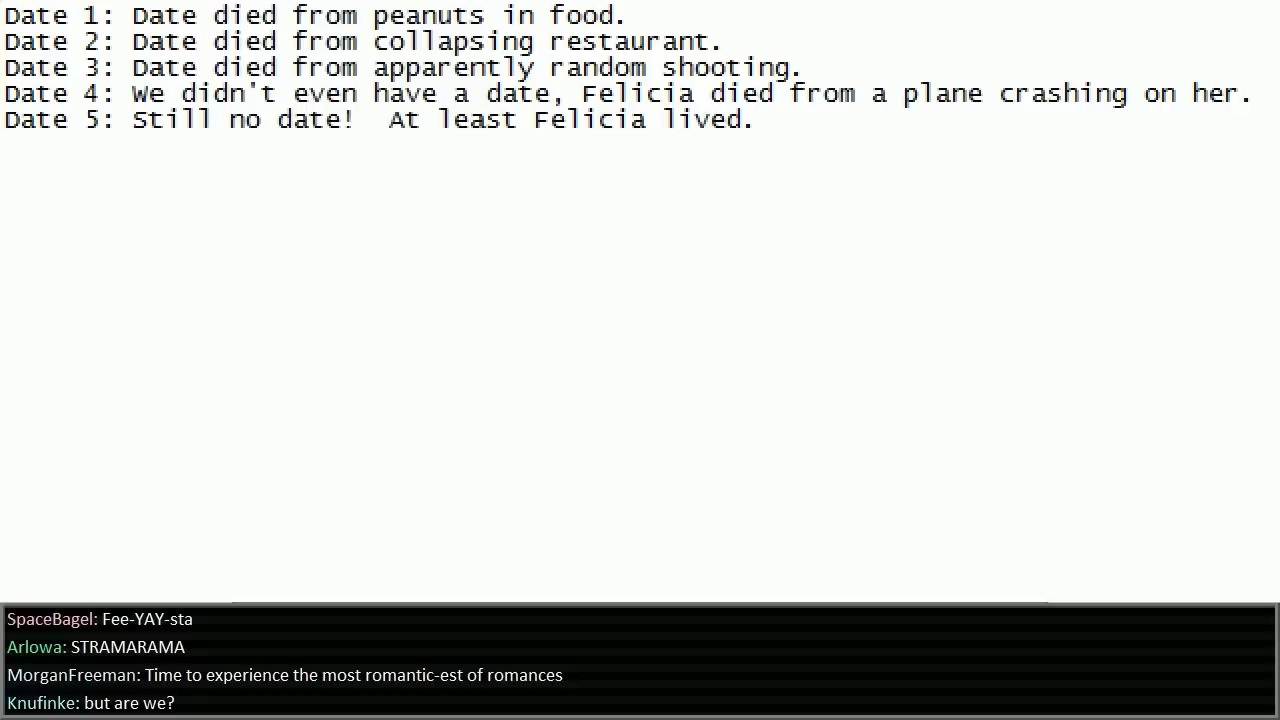 Date 1: Date died from peanuts in food.
Date 2: Date died from collapsing restaurant.
Date 3: Date died from apparently random shooting.
Date 4: We didn't even have a date, Felicia died from a plane crashing on her.
Date 5: Still no date!  At least Felicia lived.
SpaceBagel: Fee-YAY-sta
Arlowa: STRAMARAMA
MorganFreeman: Time to experience the most romantic-est of romances
Knufinke: but are we?